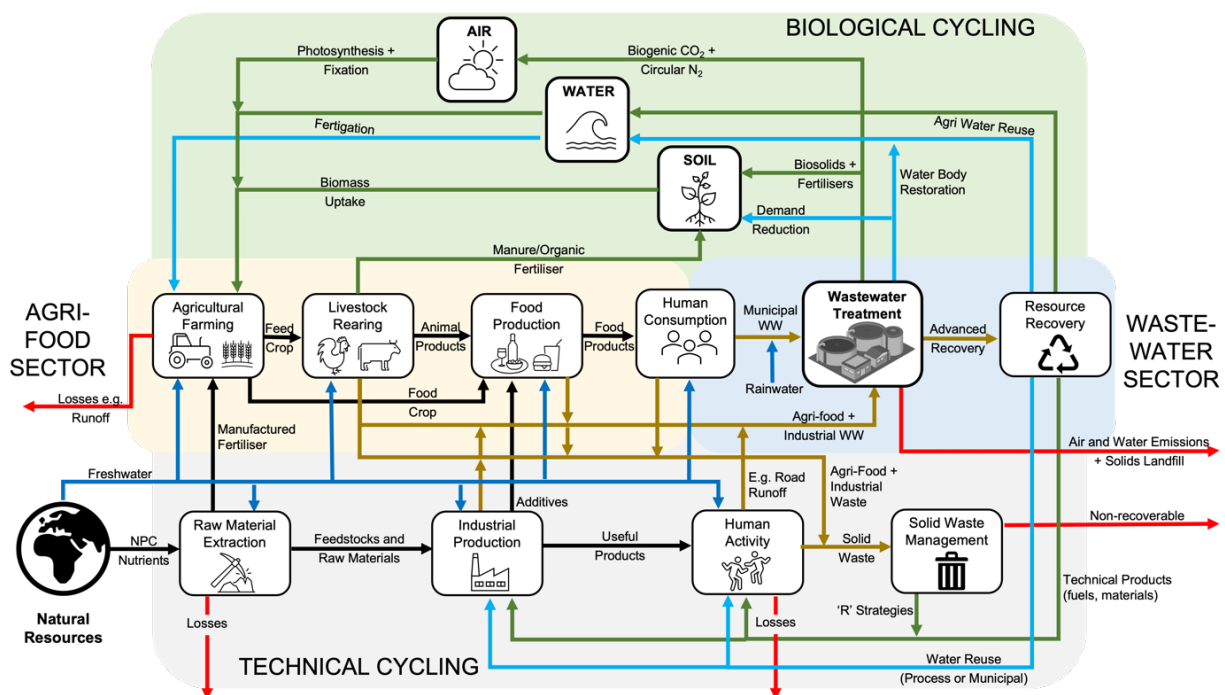 BIOLOGICAL CYCLING
AIR
Photosynthesis +
Fixation
Biogenic CO₂ +
Circular N₂
WATER
Fertigation
Agri Water Reuse
SOIL
Biosolids +
Fertilisers
Water Body
Restoration
Biomass
Uptake
Demand
Reduction
Manure/Organic
Fertiliser
AGRI-
FOOD
SECTOR
Agricultural
Farming
Feed
Crop
Livestock
Rearing
Animal
Products
Food
Production
Food
Products
Human
Consumption
Municipal
WW
Rainwater
Wastewater
Treatment
Advanced
Recovery
Resource
Recovery
WASTE-
WATER
SECTOR
Losses e.g.
Runoff
Food
Crop
Manufactured
Fertiliser
Agri-food +
Industrial WW
Air and Water Emissions
+ Solids Landfill
Freshwater
Additives
E.g. Road
Runoff
Agri-Food +
Industrial
Waste
Natural
Resources
NPC
Nutrients
Raw Material
Extraction
Feedstocks and
Raw Materials
Industrial
Production
Useful
Products
Human
Activity
Solid
Waste
Solid Waste
Management
Non-recoverable
Technical Products
(fuels, materials)
'R' Strategies
Losses
Losses
TECHNICAL CYCLING
Water Reuse
(Process or Municipal)